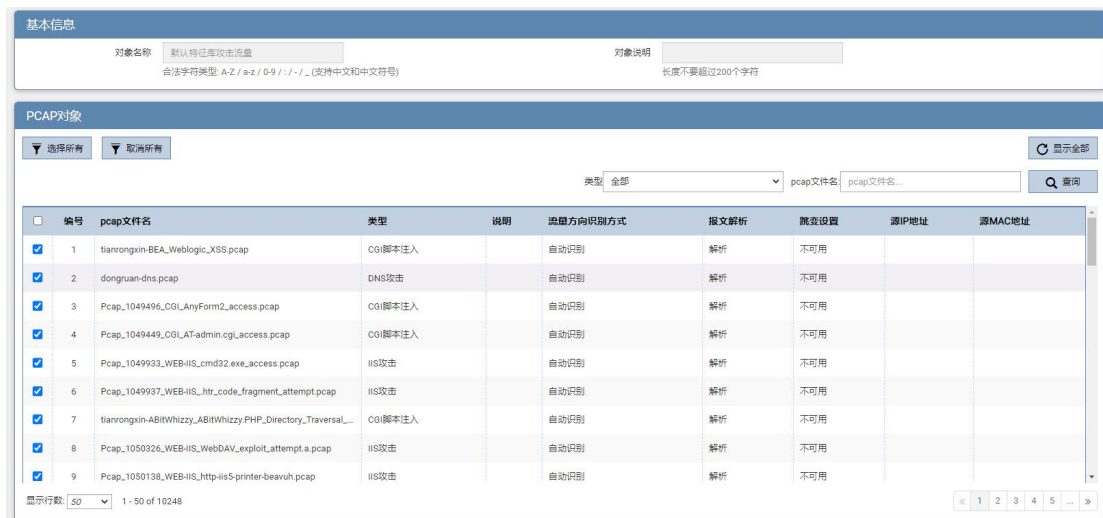 基本信息
对象名称 默认特征库攻击流量 对象说明
合法字符类型: A-Z / a-z / 0-9 / : / - / _ (支持中文和中文符号) 长度不要超过200个字符
PCAP对象
选择所有 取消所有 显示全部
类型 全部 pcap文件名: pcap文件名... 查询
编号 pcap文件名 类型 说明 流量方向识别方式 报文解析 跳变设置 源IP地址 源MAC地址
1 tianrongxin-BEA_Weblogic_XSS.pcap CGI脚本注入 自动识别 解析 不可用
2 dongruan-dns.pcap DNS攻击 自动识别 解析 不可用
3 Pcap_1049496_CGI_AnyForm2_access.pcap CGI脚本注入 自动识别 解析 不可用
4 Pcap_1049449_CGI_AT-admin.cgi_access.pcap CGI脚本注入 自动识别 解析 不可用
5 Pcap_1049933_WEB-IIS_cmd32.exe_access.pcap IIS攻击 自动识别 解析 不可用
6 Pcap_1049937_WEB-IIS_.htr_code_fragment_attempt.pcap IIS攻击 自动识别 解析 不可用
7 tianrongxin-ABitWhizzy_ABitWhizzy.PHP_Directory_Traversal_... CGI脚本注入 自动识别 解析 不可用
8 Pcap_1050326_WEB-IIS_WebDAV_exploit_attempt.a.pcap IIS攻击 自动识别 解析 不可用
9 Pcap_1050138_WEB-IIS_http-iis5-printer-beavuh.pcap IIS攻击 自动识别 解析 不可用
显示行数: 50 1 - 50 of 10248 « 1 2 3 4 5 ... »